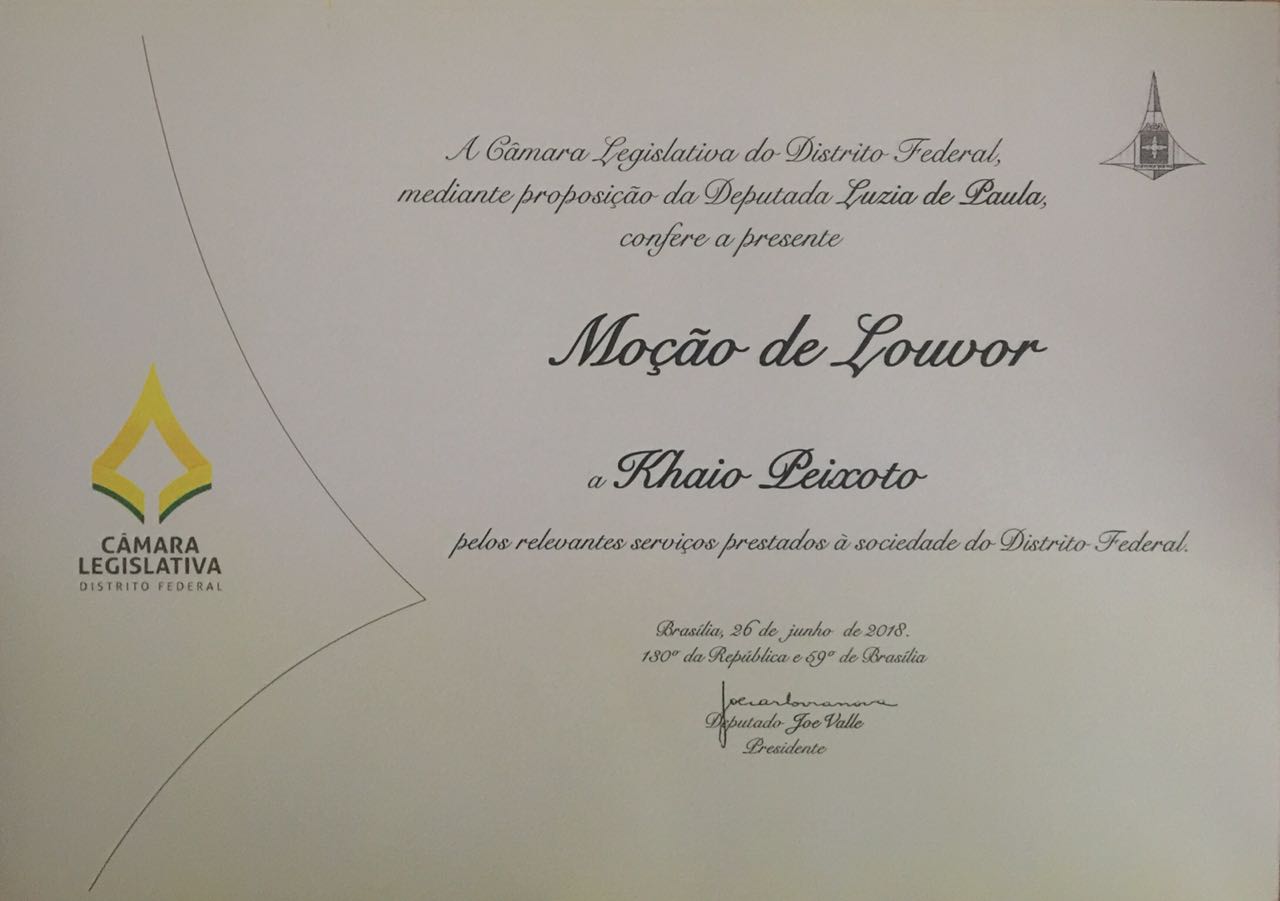 A Câmara Legislativa do Distrito Federal,
mediante proposição da Deputada Luzia de Paula,
confere a presente
Moção de Louvor
a Khaio Peixoto
pelos relevantes serviços prestados à sociedade do Distrito Federal.
CÂMARA
LEGISLATIVA
DISTRITO FEDERAL
Brasília, 26 de junho de 2018.
130º da República e 59º de Brasília
Deputado Joe Valle
Presidente